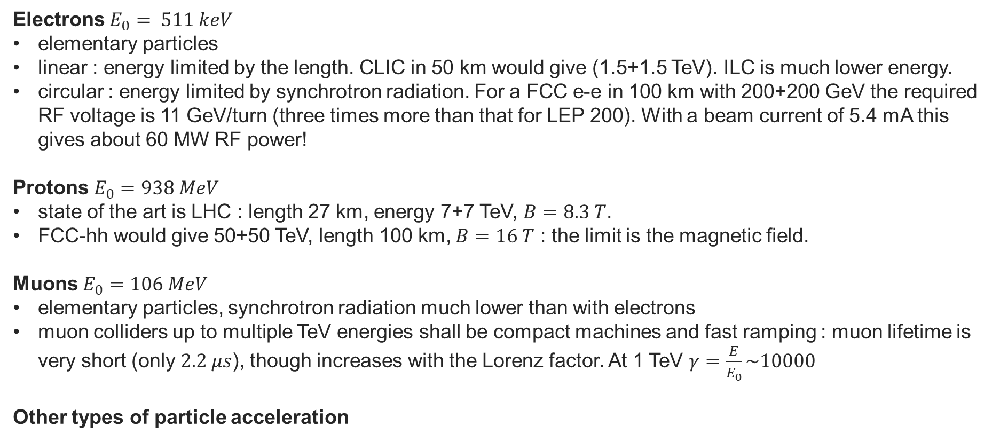 Electrons E₀ = 511 keV
• elementary particles
• linear : energy limited by the length. CLIC in 50 km would give (1.5+1.5 TeV). ILC is much lower energy.
• circular : energy limited by synchrotron radiation. For a FCC e-e in 100 km with 200+200 GeV the required
RF voltage is 11 GeV/turn (three times more than that for LEP 200). With a beam current of 5.4 mA this
gives about 60 MW RF power!
Protons E₀ = 938 MeV
• state of the art is LHC : length 27 km, energy 7+7 TeV, B = 8.3 T.
• FCC-hh would give 50+50 TeV, length 100 km, B = 16 T : the limit is the magnetic field.
Muons E₀ = 106 MeV
• elementary particles, synchrotron radiation much lower than with electrons
• muon colliders up to multiple TeV energies shall be compact machines and fast ramping : muon lifetime is
very short (only 2.2 μs), though increases with the Lorenz factor. At 1 TeV γ = E/E₀ ~10000
Other types of particle acceleration